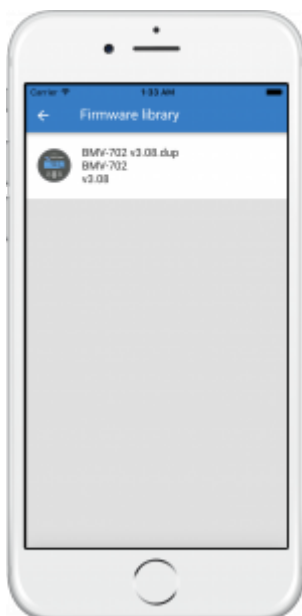 Carrier 1:33 AM
Firmware library
BMV-702 v3.08.dup
BMV-702
v3.08